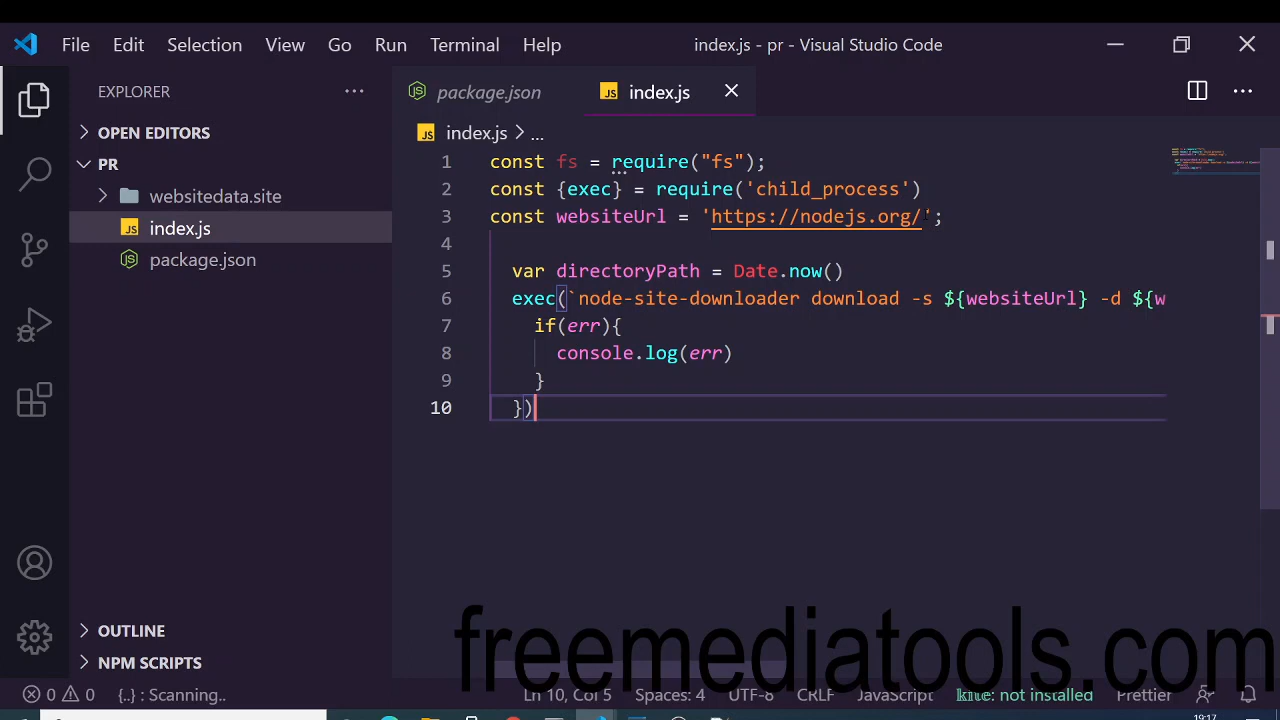 File Edit Selection View Go Run Terminal Help index.js - pr - Visual Studio Code
EXPLORER
OPEN EDITORS
PR
websitedata.site
index.js
package.json
OUTLINE
NPM SCRIPTS
package.json index.js
index.js > ...
1 const fs = require("fs");
2 const {exec} = require('child_process')
3 const websiteUrl = 'https://nodejs.org/';
4
5 var directoryPath = Date.now()
6 exec(`node-site-downloader download -s ${websiteUrl} -d ${w
7 if(err){
8 console.log(err)
9 }
10 })
freemediatools.com
0 0 {..} : Scanning.. Ln 10, Col 5 Spaces: 4 UTF-8 CRLF JavaScript kite: not installed Prettier
19:17